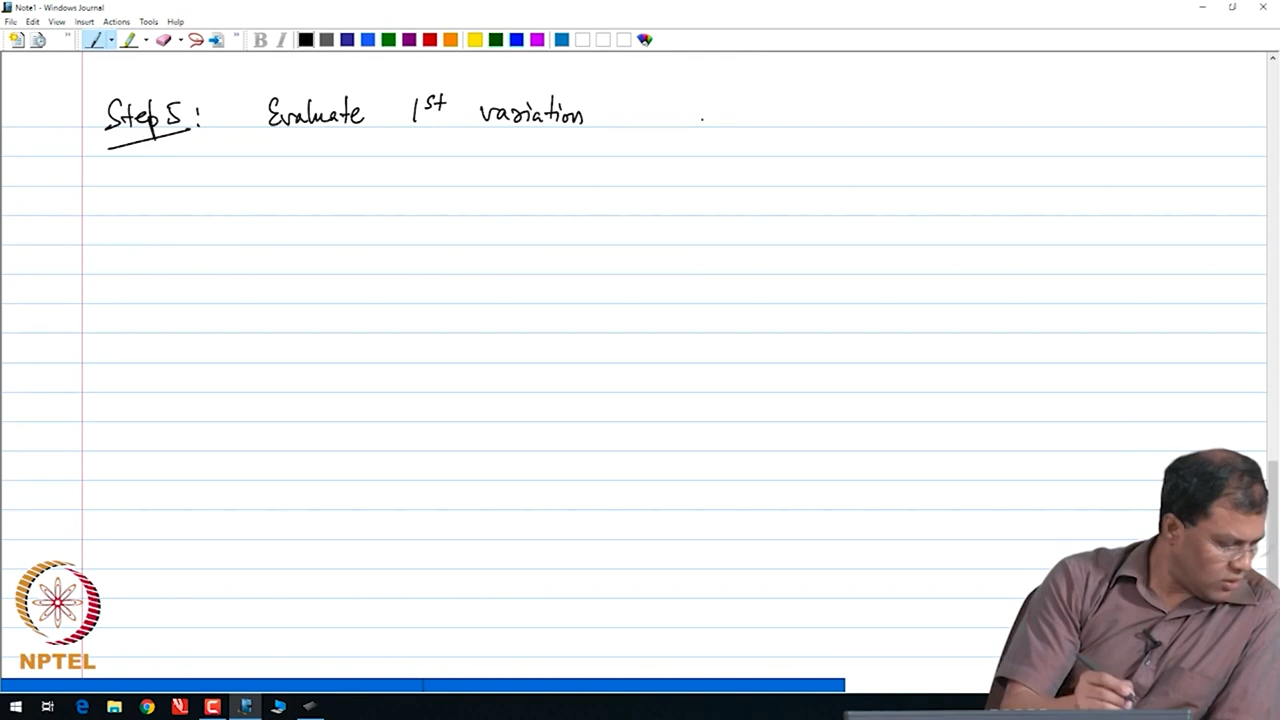 Note1 - Windows Journal
File Edit View Insert Actions Tools Help
B I
Step 5 : Evaluate 1st variation
NPTEL